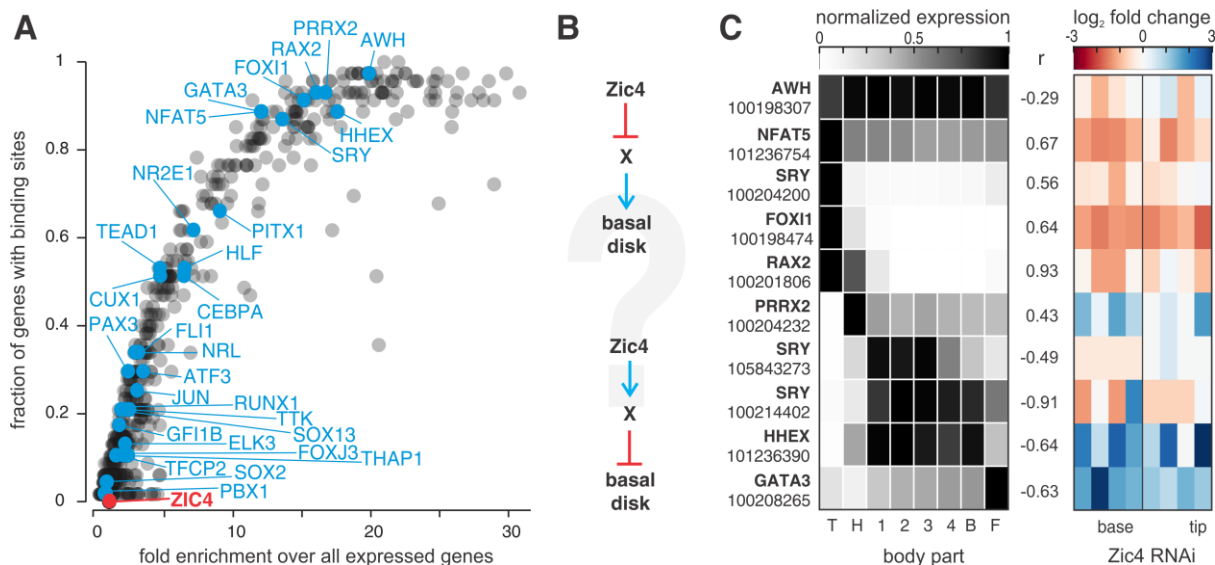 A
PRRX2
RAX2
AWH
FOXI1
GATA3
NFAT5
HHEX
SRY
NR2E1
PITX1
TEAD1
HLF
CUX1
CEBPA
PAX3
FLI1
NRL
ATF3
JUN
RUNX1
TTK
SOX13
GFI1B
ELK3
FOXJ3
THAP1
TFCP2
SOX2
PBX1
ZIC4
fraction of genes with binding sites
1
0.8
0.6
0.4
0.2
0
0 10 20 30
fold enrichment over all expressed genes
B
Zic4
X
basal
disk
?
Zic4
X
basal
disk
C
normalized expression
0 0.5 1
r
log2 fold change
-3 0 3
AWH
100198307
-0.29
NFAT5
101236754
0.67
SRY
100204200
0.56
FOXI1
100198474
0.64
RAX2
100201806
0.93
PRRX2
100204232
0.43
SRY
105843273
-0.49
SRY
100214402
-0.91
HHEX
101236390
-0.64
GATA3
100208265
-0.63
T H 1 2 3 4 B F
body part
base tip
Zic4 RNAi